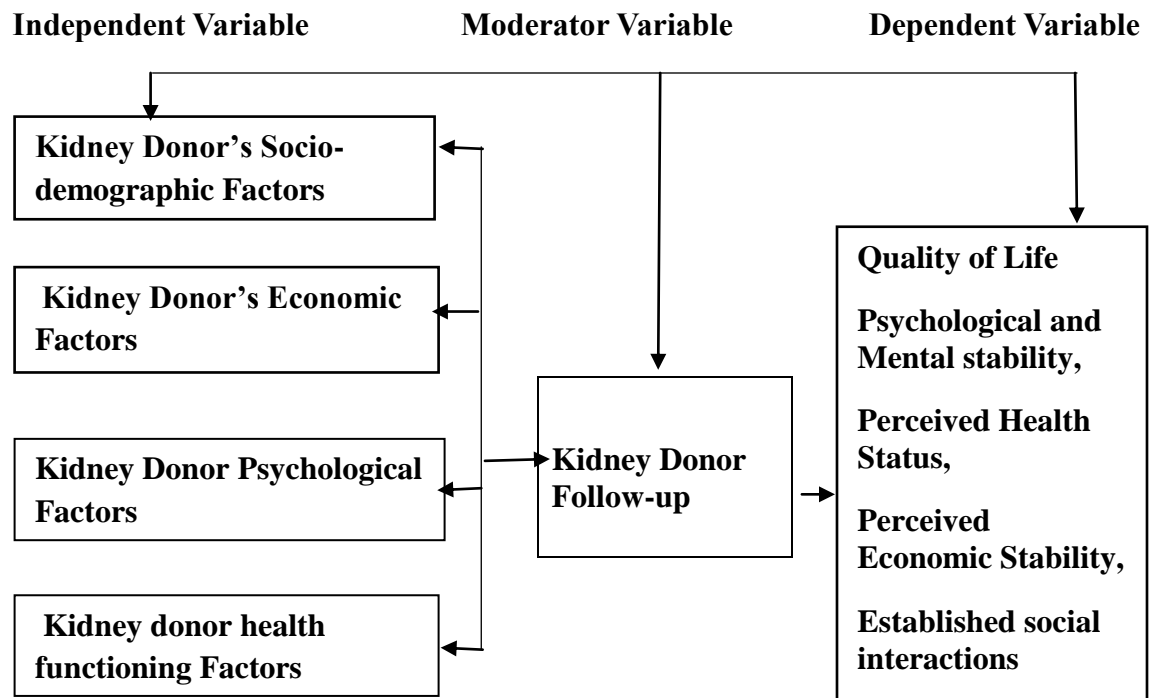 Independent Variable
Moderator Variable
Dependent Variable
Kidney Donor’s Socio-
demographic Factors
Kidney Donor’s Economic
Factors
Kidney Donor Psychological
Factors
Kidney donor health
functioning Factors
Kidney Donor
Follow-up
Quality of Life
Psychological and
Mental stability,
Perceived Health
Status,
Perceived
Economic Stability,
Established social
interactions